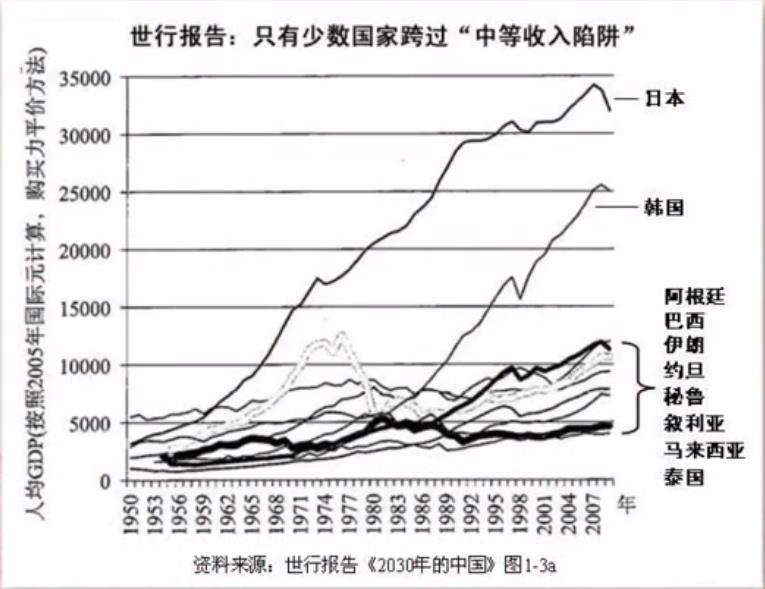 世行报告：只有少数国家跨过“中等收入陷阱”
人均GDP(按照2005年国际元计算，购买力平价方法)
35000
30000
25000
20000
15000
10000
5000
0
1950
1953
1956
1959
1962
1965
1968
1971
1974
1977
1980
1983
1986
1989
1992
1995
1998
2001
2004
2007
年
日本
韩国
阿根廷
巴西
伊朗
约旦
秘鲁
叙利亚
马来西亚
泰国
资料来源：世行报告《2030年的中国》图1-3a